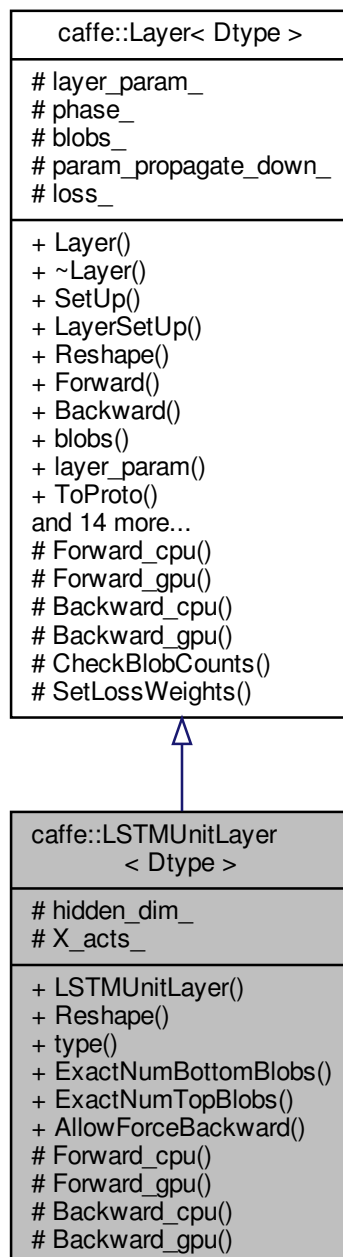 caffe::Layer< Dtype >
# layer_param_
# phase_
# blobs_
# param_propagate_down_
# loss_
+ Layer()
+ ~Layer()
+ SetUp()
+ LayerSetUp()
+ Reshape()
+ Forward()
+ Backward()
+ blobs()
+ layer_param()
+ ToProto()
and 14 more...
# Forward_cpu()
# Forward_gpu()
# Backward_cpu()
# Backward_gpu()
# CheckBlobCounts()
# SetLossWeights()
caffe::LSTMUnitLayer
< Dtype >
# hidden_dim_
# X_acts_
+ LSTMUnitLayer()
+ Reshape()
+ type()
+ ExactNumBottomBlobs()
+ ExactNumTopBlobs()
+ AllowForceBackward()
# Forward_cpu()
# Forward_gpu()
# Backward_cpu()
# Backward_gpu()